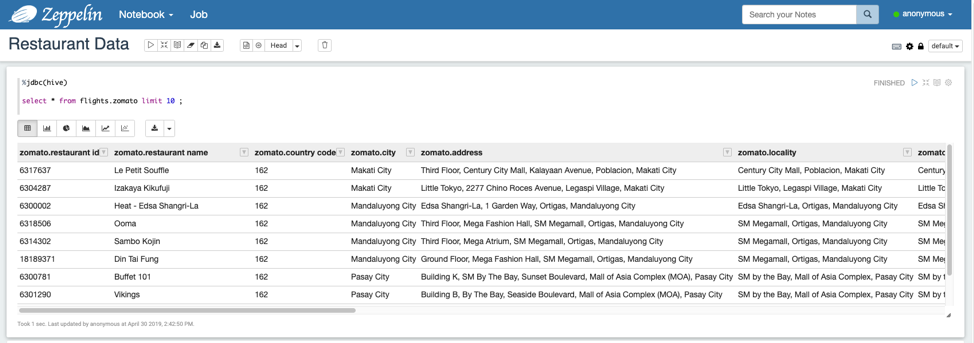 Zeppelin Notebook Job Search your Notes anonymous
Restaurant Data Head default
%jdbc(hive) FINISHED
select * from flights.zomato limit 10 ;
zomato.restaurant id zomato.restaurant name zomato.country code zomato.city zomato.address zomato.locality zomato
6317637 Le Petit Souffle 162 Makati City Third Floor, Century City Mall, Kalayaan Avenue, Poblacion, Makati City Century City Mall, Poblacion, Makati City Century
6304287 Izakaya Kikufuji 162 Makati City Little Tokyo, 2277 Chino Roces Avenue, Legaspi Village, Makati City Little Tokyo, Legaspi Village, Makati City Little To
6300002 Heat - Edsa Shangri-La 162 Mandaluyong City Edsa Shangri-La, 1 Garden Way, Ortigas, Mandaluyong City Edsa Shangri-La, Ortigas, Mandaluyong City Edsa Sh
6318506 Ooma 162 Mandaluyong City Third Floor, Mega Fashion Hall, SM Megamall, Ortigas, Mandaluyong City SM Megamall, Ortigas, Mandaluyong City SM Meg
6314302 Sambo Kojin 162 Mandaluyong City Third Floor, Mega Atrium, SM Megamall, Ortigas, Mandaluyong City SM Megamall, Ortigas, Mandaluyong City SM Meg
18189371 Din Tai Fung 162 Mandaluyong City Ground Floor, Mega Fashion Hall, SM Megamall, Ortigas, Mandaluyong City SM Megamall, Ortigas, Mandaluyong City SM Meg
6300781 Buffet 101 162 Pasay City Building K, SM By The Bay, Sunset Boulevard, Mall of Asia Complex (MOA), Pasay City SM by the Bay, Mall of Asia Complex, Pasay City SM by the
6301290 Vikings 162 Pasay City Building B, By The Bay, Seaside Boulevard, Mall of Asia Complex (MOA), Pasay City SM by the Bay, Mall of Asia Complex, Pasay City SM by the
Took 1 sec. Last updated by anonymous at April 30 2019, 2:42:50 PM.